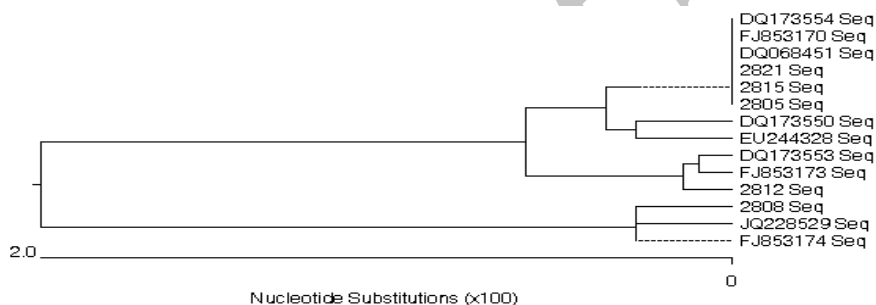 DQ173554 Seq
FJ853170 Seq
DQ068451 Seq
2821 Seq
2815 Seq
2805 Seq
DQ173550 Seq
EU244328 Seq
DQ173553 Seq
FJ853173 Seq
2812 Seq
2808 Seq
JQ228529 Seq
FJ853174 Seq
2.0
0
Nucleotide Substitutions (x100)